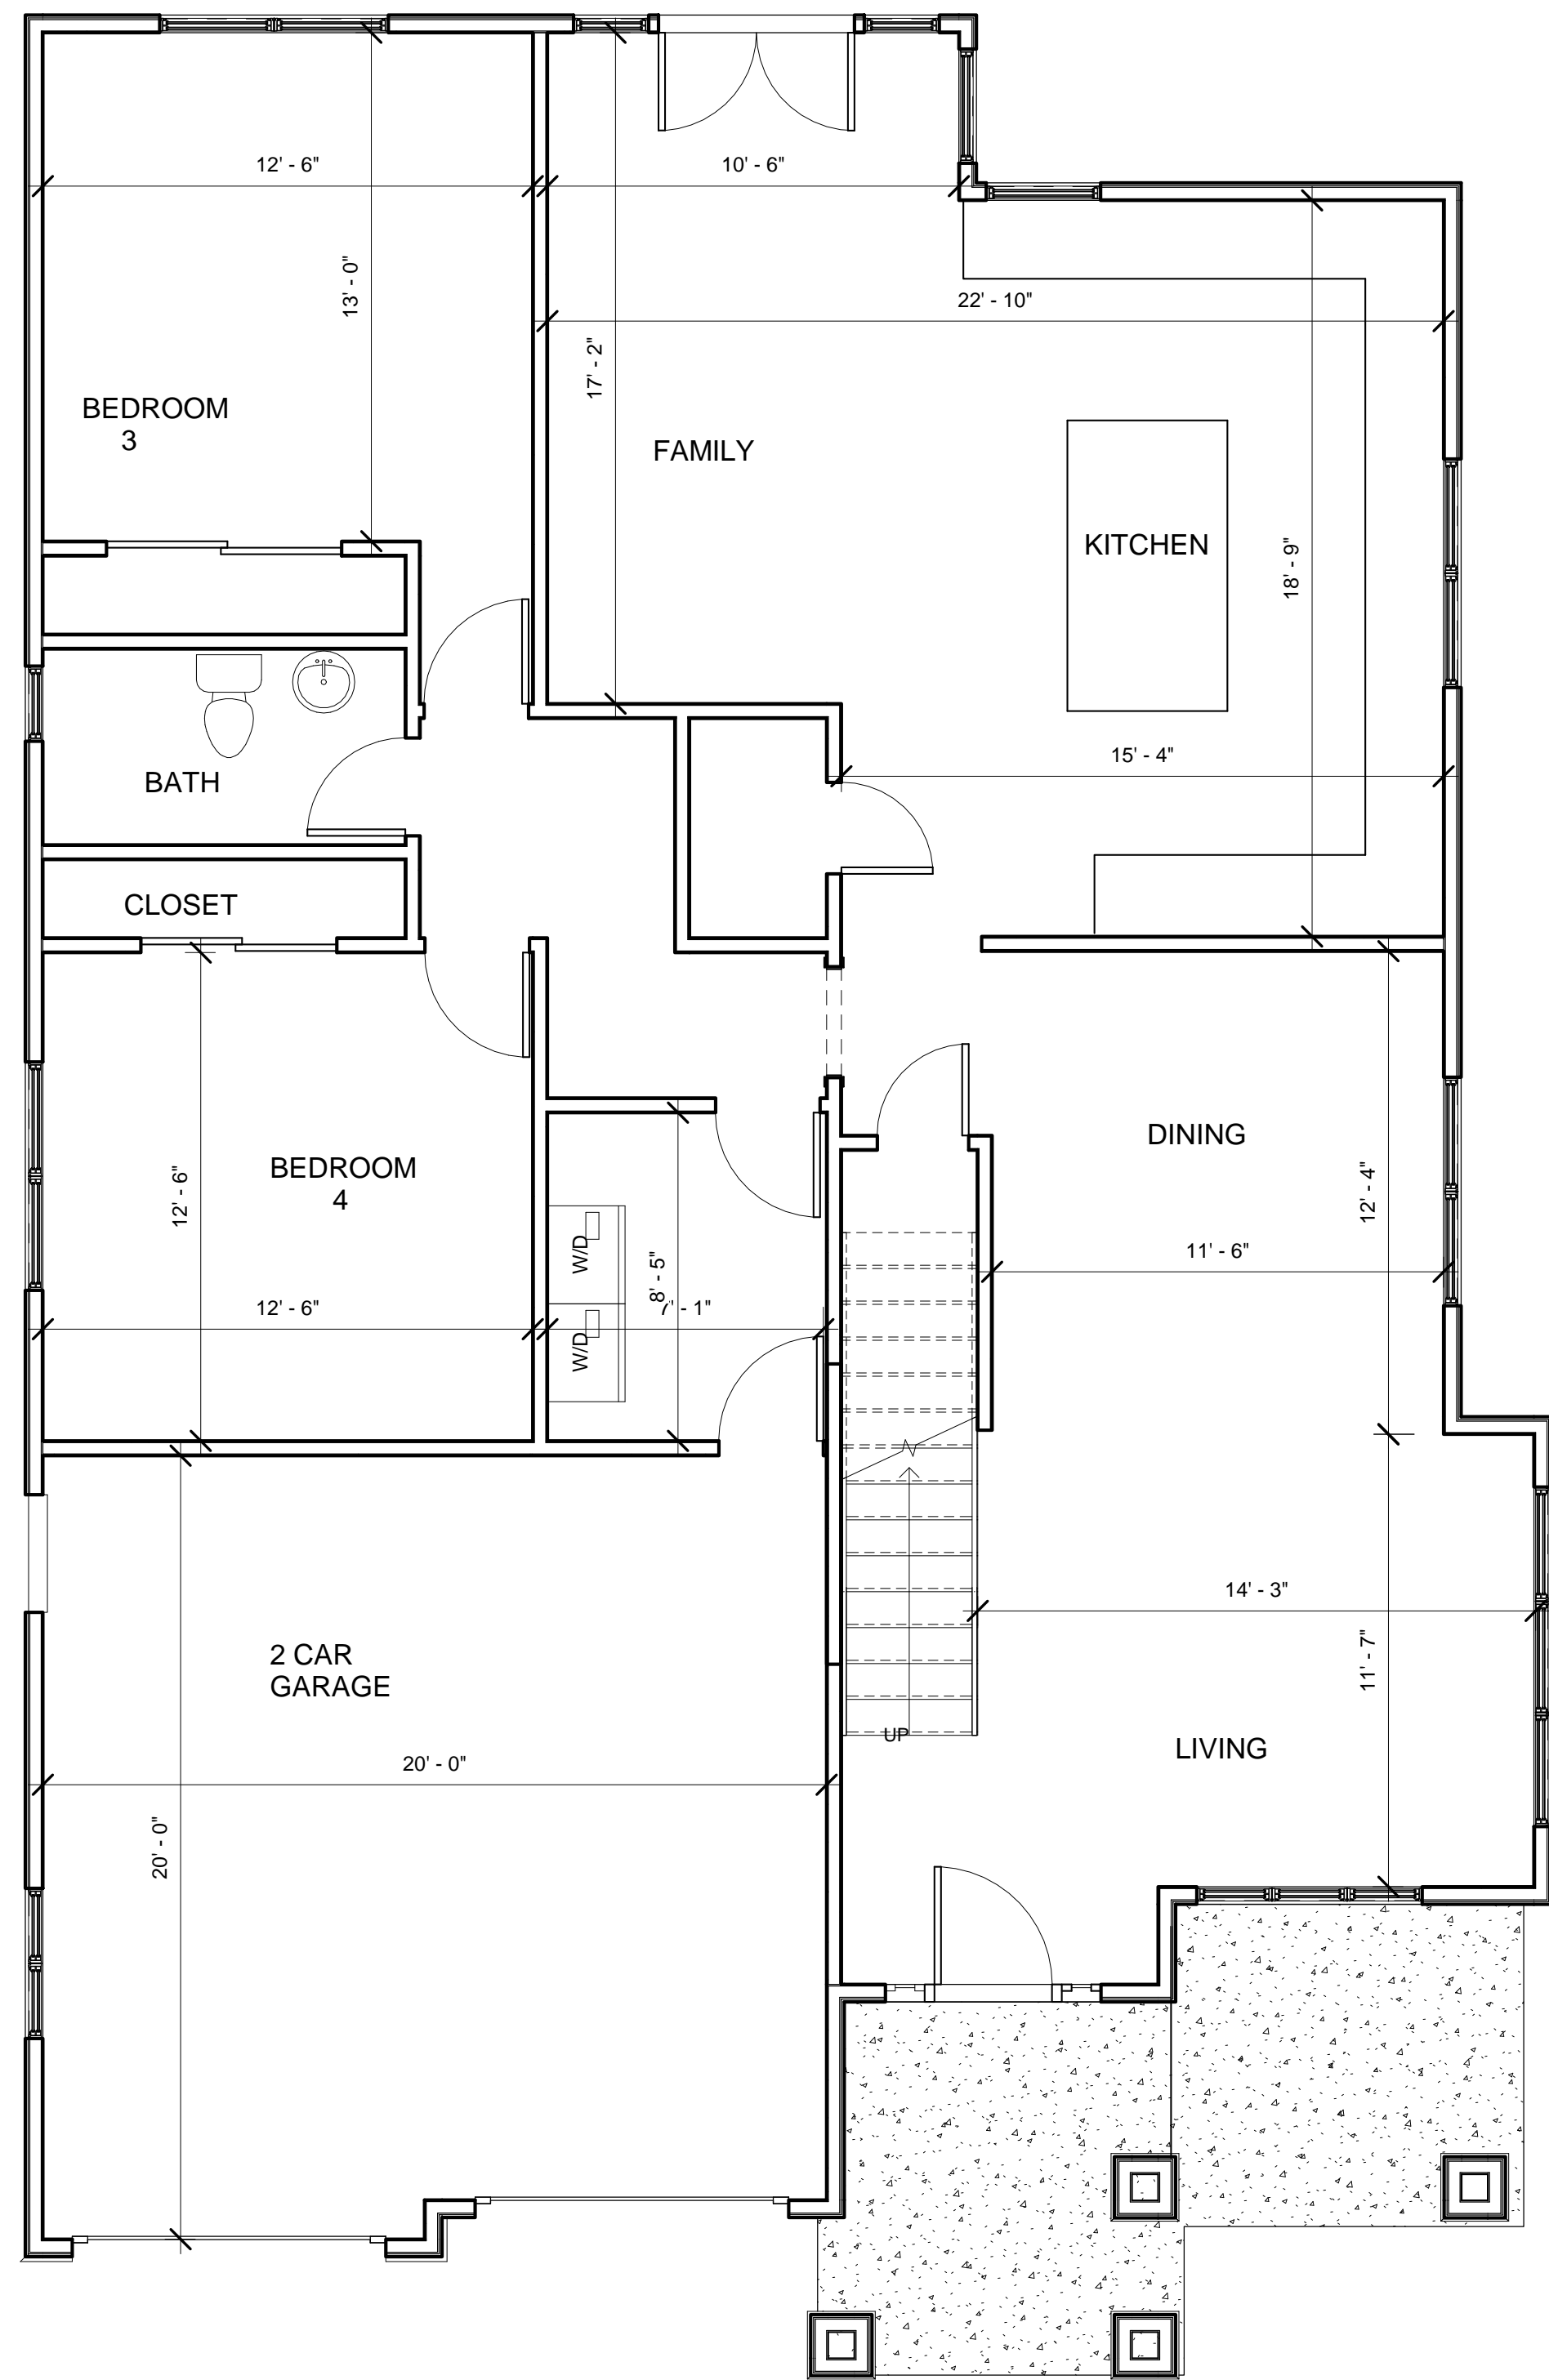 12' - 6"
10' - 6"
13' - 0"
22' - 10"
17' - 2"
BEDROOM
3
FAMILY
KITCHEN
18' - 9"
15' - 4"
BATH
CLOSET
DINING
BEDROOM
4
12' - 6"
12' - 4"
W/D
11' - 6"
8' - 5"
12' - 6"
7' - 1"
W/D
14' - 3"
2 CAR
GARAGE
11' - 7"
UP
LIVING
20' - 0"
20' - 0"